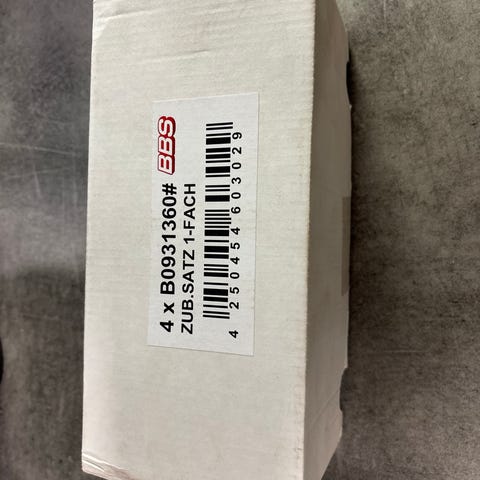 4 x B0931360# BBS
ZUB.SATZ 1-FACH
4 250454 603029